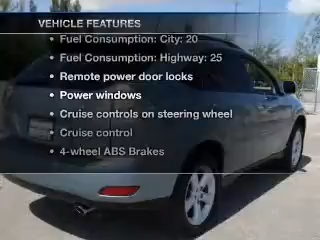 VEHICLE FEATURES
• Fuel Consumption: City: 20
• Fuel Consumption: Highway: 25
• Remote power door locks
• Power windows
• Cruise controls on steering wheel
• Cruise control
• 4-wheel ABS Brakes